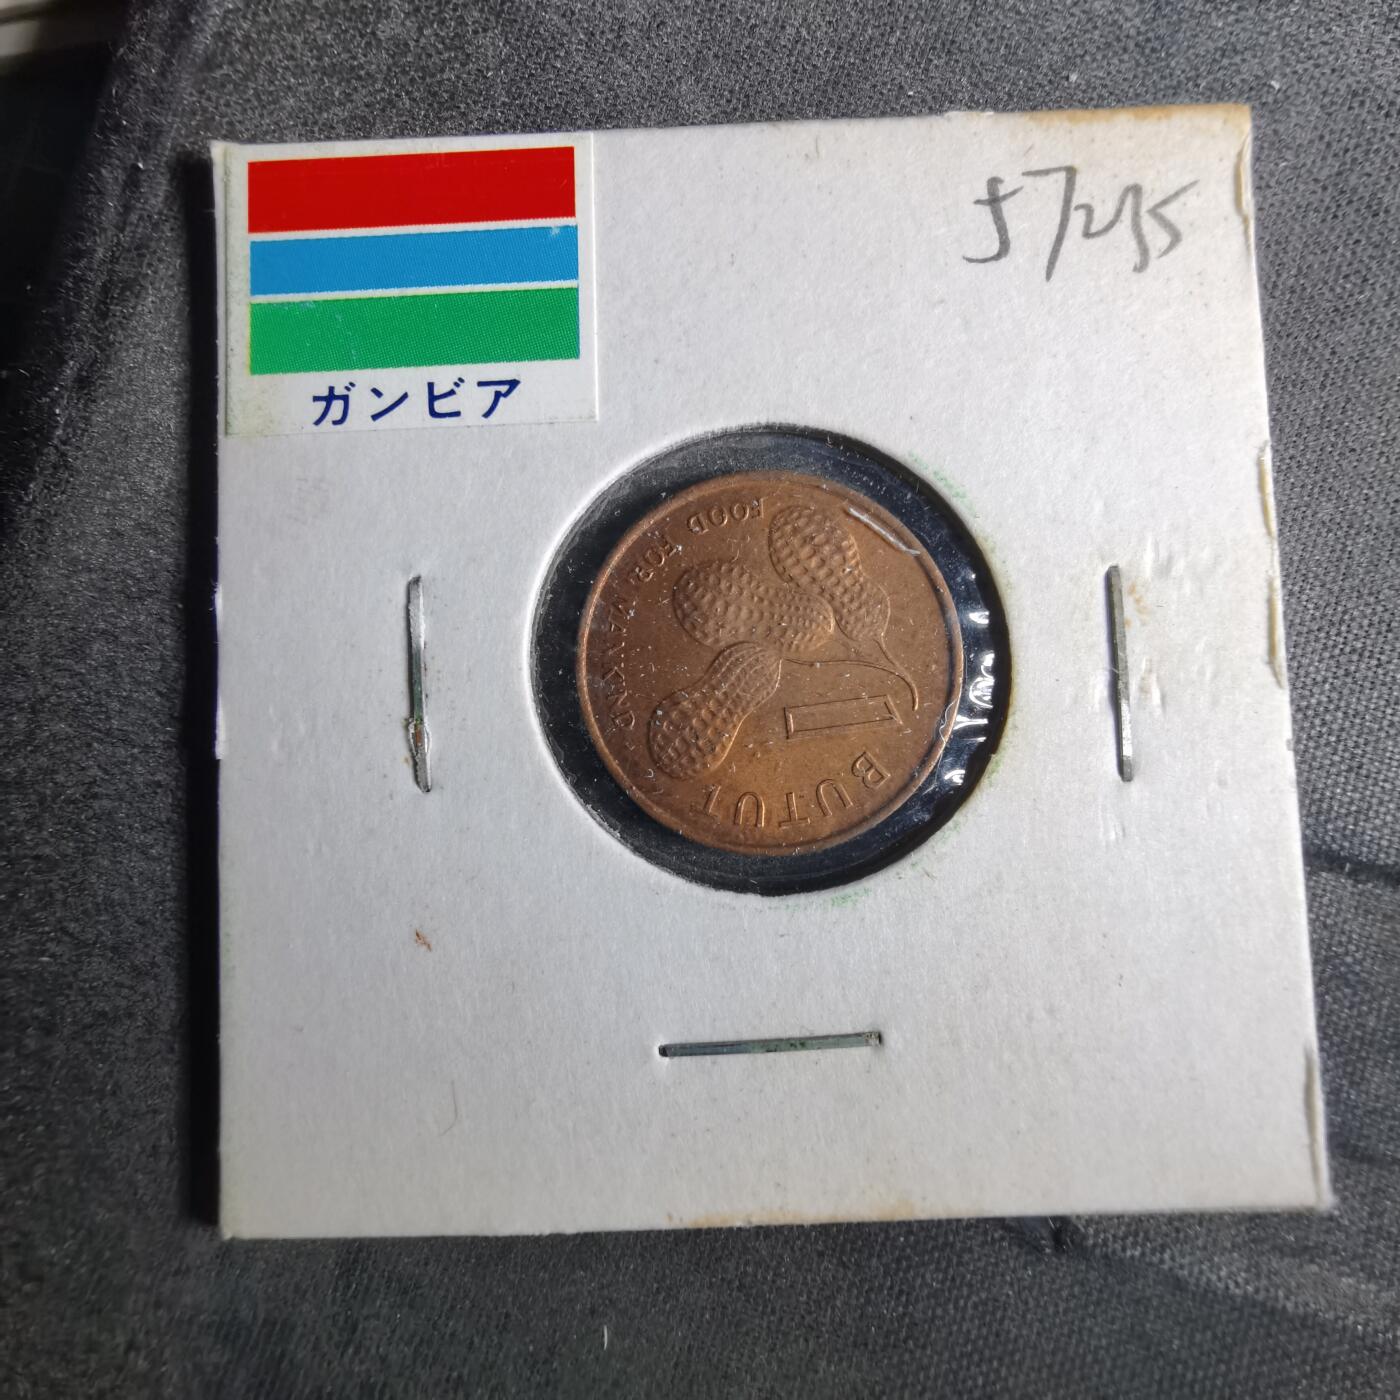 ガンビア
FOOD FOR MANKIND
1
BUTUT